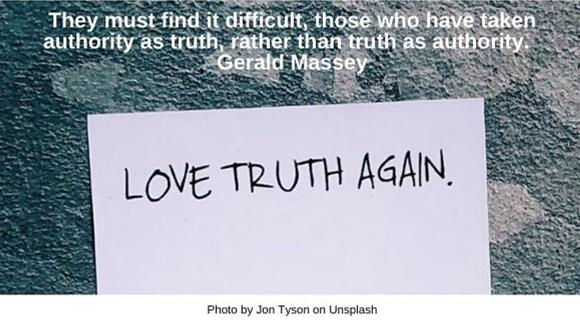 They must find it difficult, those who have taken
authority as truth, rather than truth as authority.
Gerald Massey
LOVE TRUTH AGAIN.
Photo by Jon Tyson on Unsplash